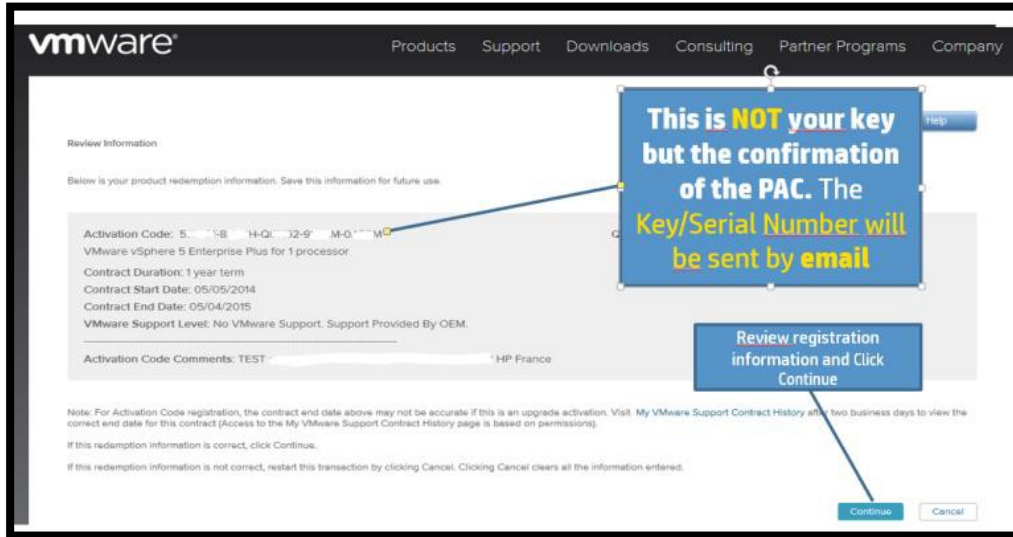 vmware®
Products Support Downloads Consulting Partner Programs Company
This is NOT your key
but the confirmation
of the PAC. The
Key/Serial Number will
be sent by email
Help
Review Information
Below is your product redemption information. Save this information for future use.
Activation Code:
VMware vSphere 5 Enterprise Plus for 1 processor
Contract Duration: 1 year term
Contract Start Date: 05/05/2014
Contract End Date: 05/04/2015
VMware Support Level: No VMware Support. Support Provided By OEM.
Activation Code Comments: TEST HP France
Review registration
information and Click
Continue
Note: For Activation Code registration, the contract end date above may not be accurate if this is an upgrade activation. Visit My VMware Support Contract History after two business days to view the
correct end date for this contract (Access to the My VMware Support Contract History page is based on permissions).
If this redemption information is correct, click Continue.
If this redemption information is not correct, restart this transaction by clicking Cancel. Clicking Cancel clears all the information entered.
Continue Cancel